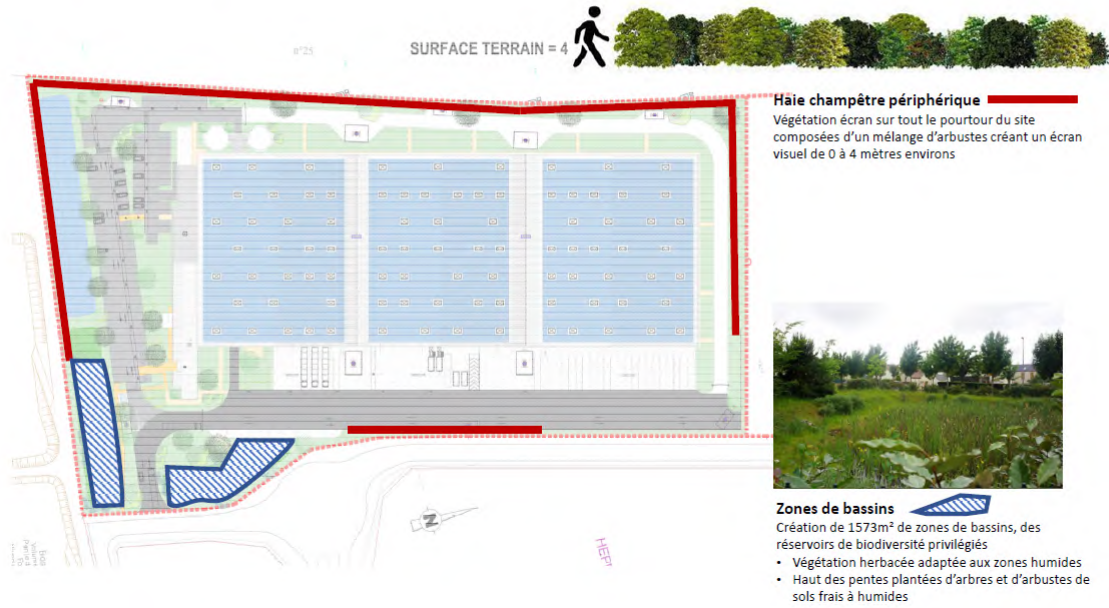 n°25
SURFACE TERRAIN = 4
Haie champêtre périphérique
Végétation écran sur tout le pourtour du site
composées d'un mélange d'arbustes créant un écran
visuel de 0 à 4 mètres environs
N
HEP
Zones de bassins
Création de 1573m² de zones de bassins, des
réservoirs de biodiversité privilégiés
• Végétation herbacée adaptée aux zones humides
• Haut des pentes plantées d'arbres et d'arbustes de
sols frais à humides